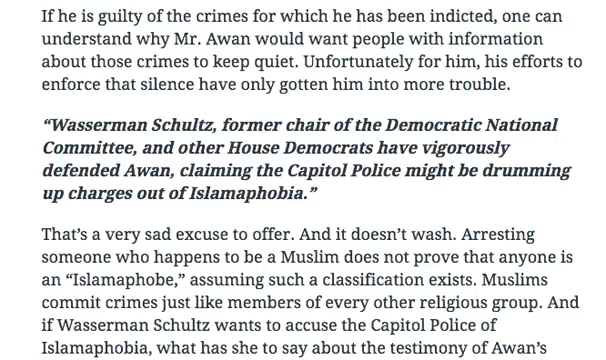 If he is guilty of the crimes for which he has been indicted, one can
understand why Mr. Awan would want people with information
about those crimes to keep quiet. Unfortunately for him, his efforts to
enforce that silence have only gotten him into more trouble.
“Wasserman Schultz, former chair of the Democratic National
Committee, and other House Democrats have vigorously
defended Awan, claiming the Capitol Police might be drumming
up charges out of Islamaphobia.”
That’s a very sad excuse to offer. And it doesn’t wash. Arresting
someone who happens to be a Muslim does not prove that anyone is
an “Islamaphobe,” assuming such a classification exists. Muslims
commit crimes just like members of every other religious group. And
if Wasserman Schultz wants to accuse the Capitol Police of
Islamaphobia, what has she to say about the testimony of Awan’s